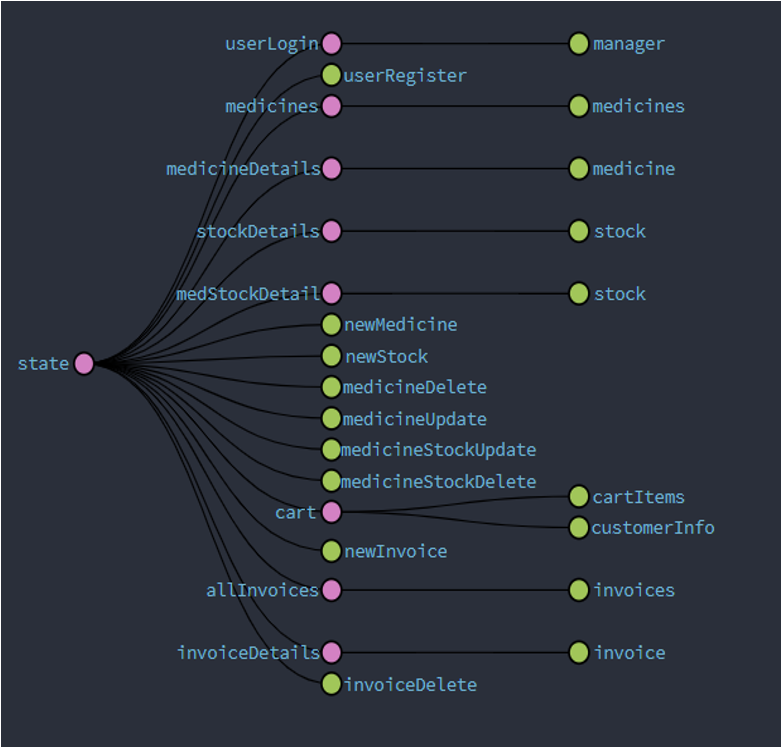 userLogin
manager
userRegister
medicines
medicines
medicineDetails
medicine
stockDetails
stock
medStockDetail
stock
newMedicine
newStock
state
medicineDelete
medicineUpdate
medicineStockUpdate
medicineStockDelete
cartItems
cart
customerInfo
newInvoice
allInvoices
invoices
invoiceDetails
invoice
invoiceDelete